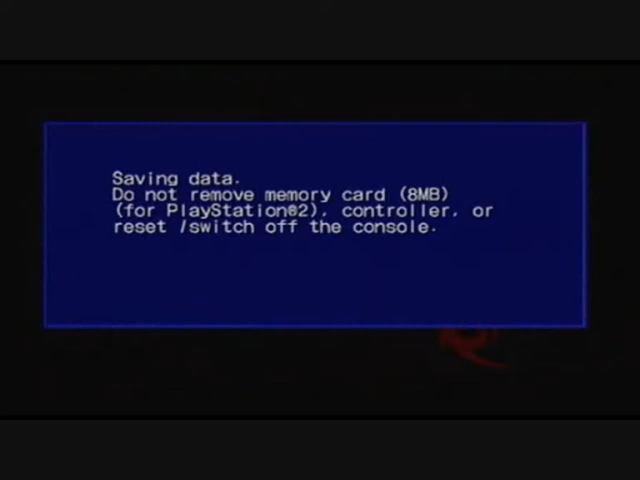 Saving data.
Do not remove memory card (8MB)
(for PlayStation®2), controller, or
reset /switch off the console.